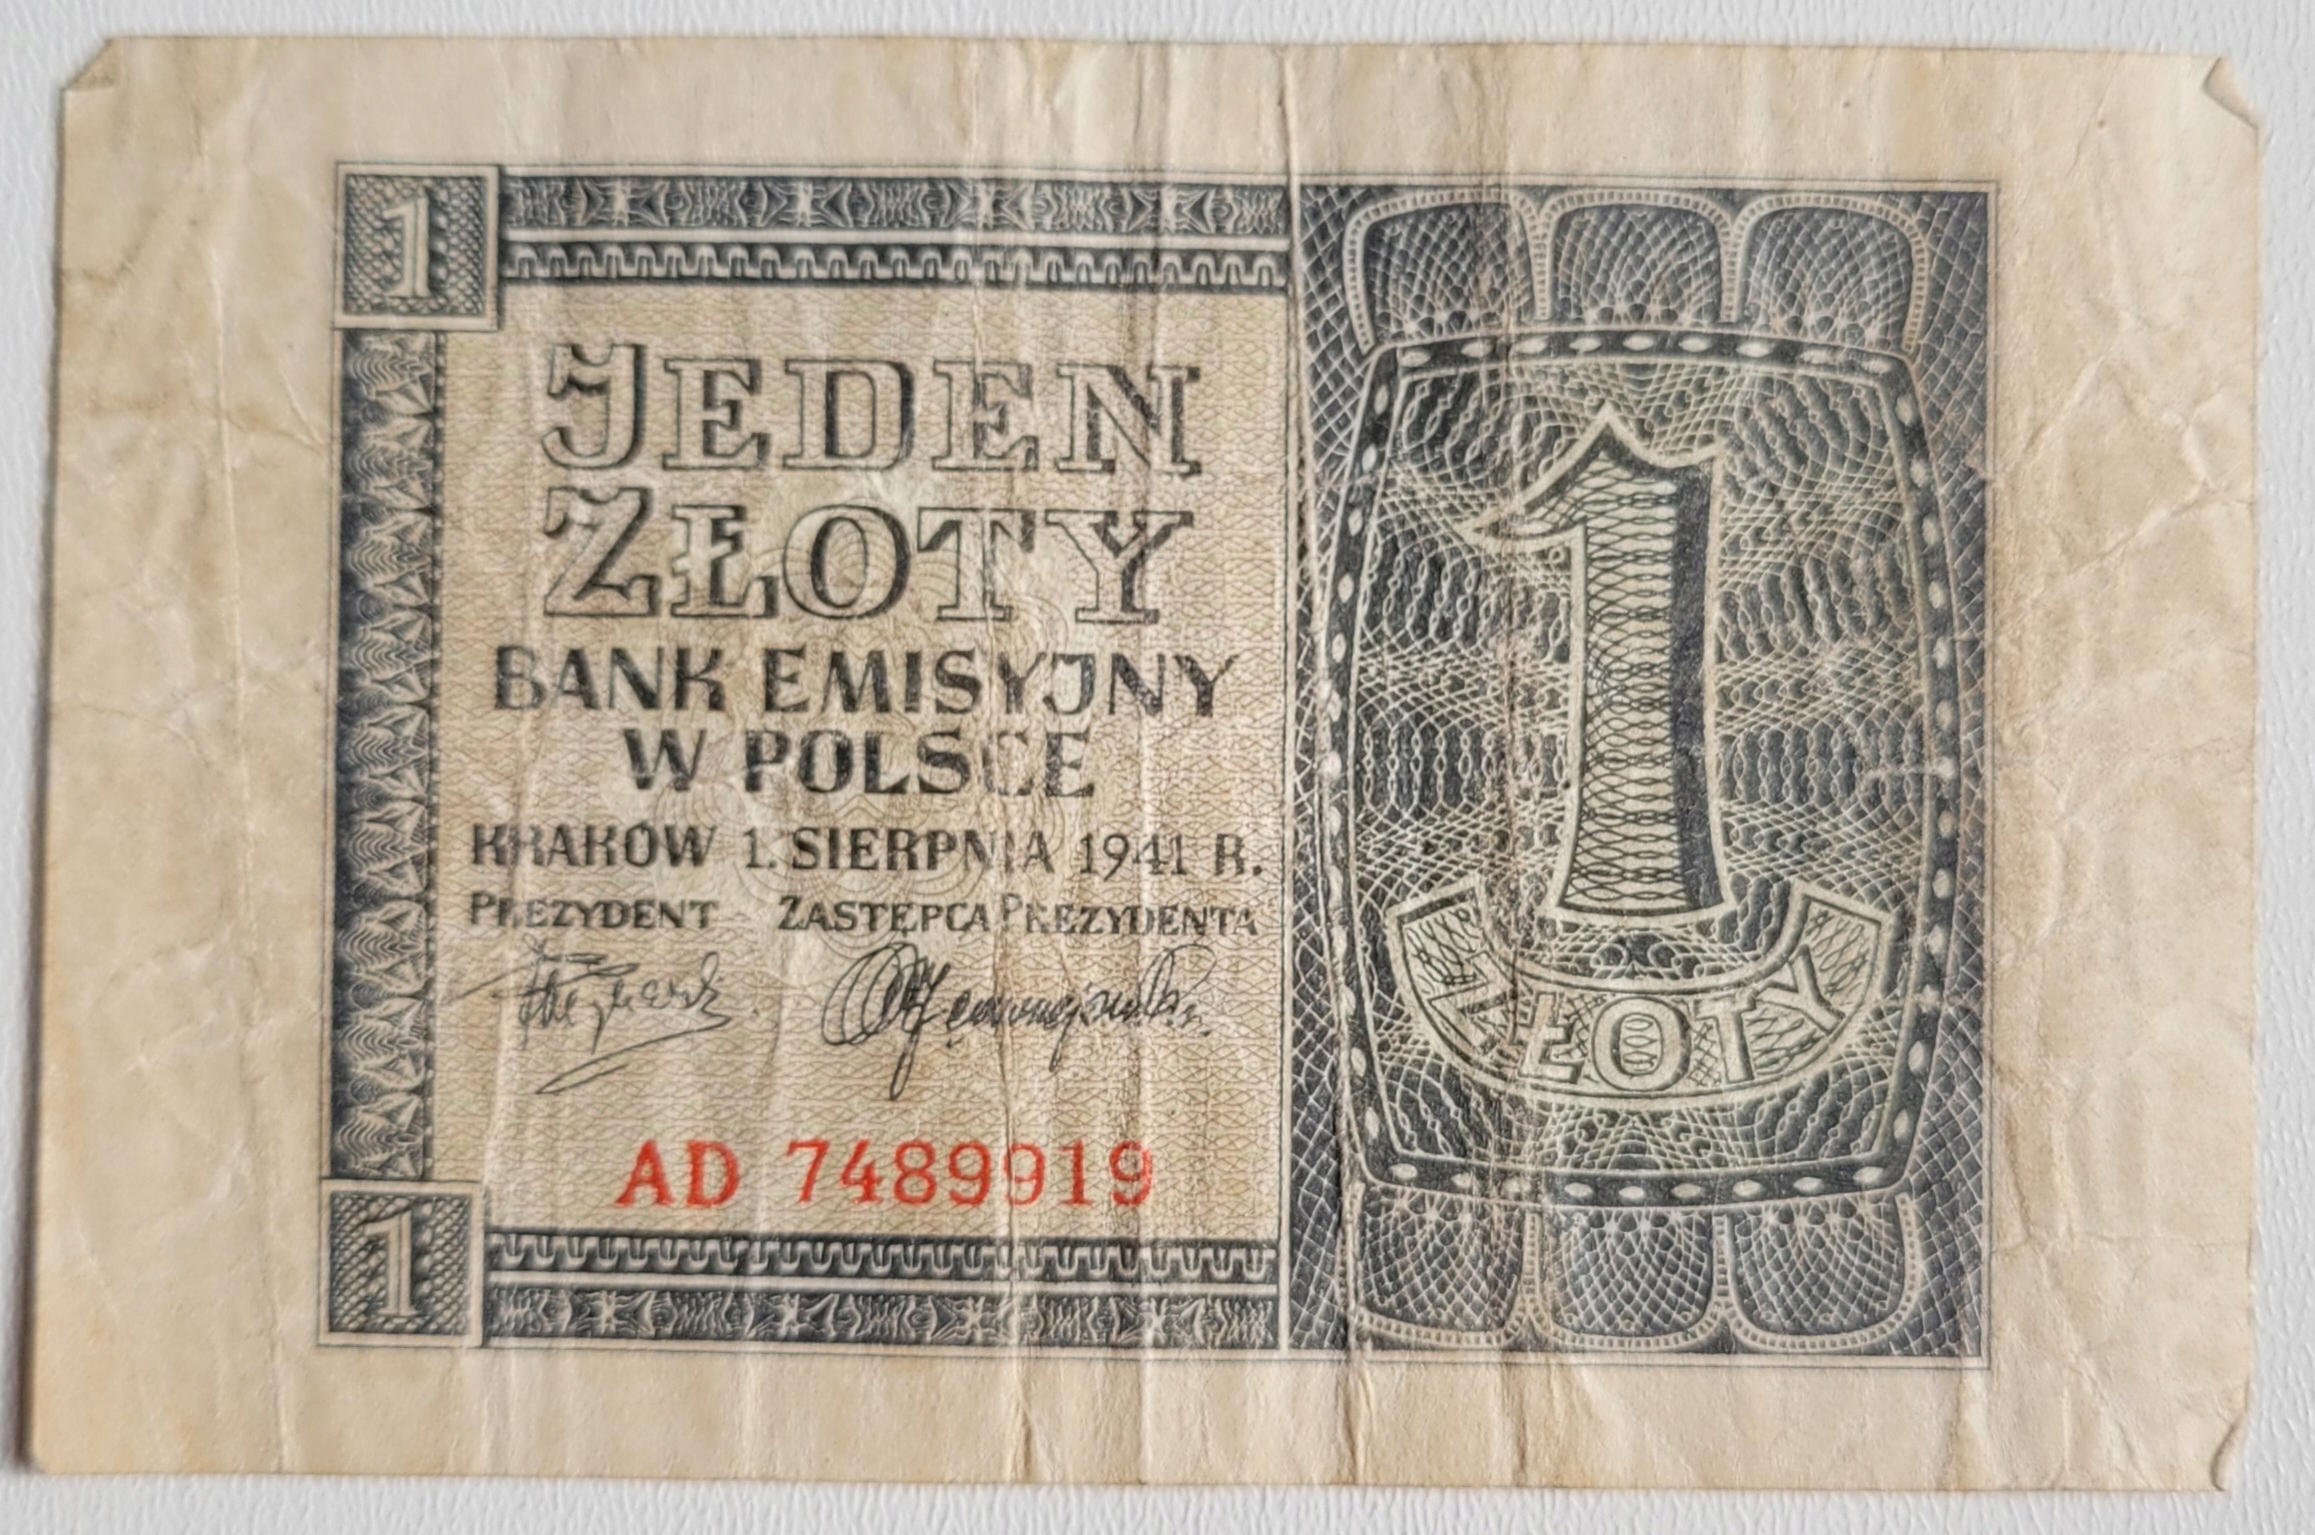 1
JEDEN
ZŁOTY
BANK EMISYJNY
W POLSCE
KRAKÓW 1. SIERPNIA 1941 R.
PREZYDENT ZASTĘPCA PREZYDENTA
AD 7489919
1
1
ZŁOTY